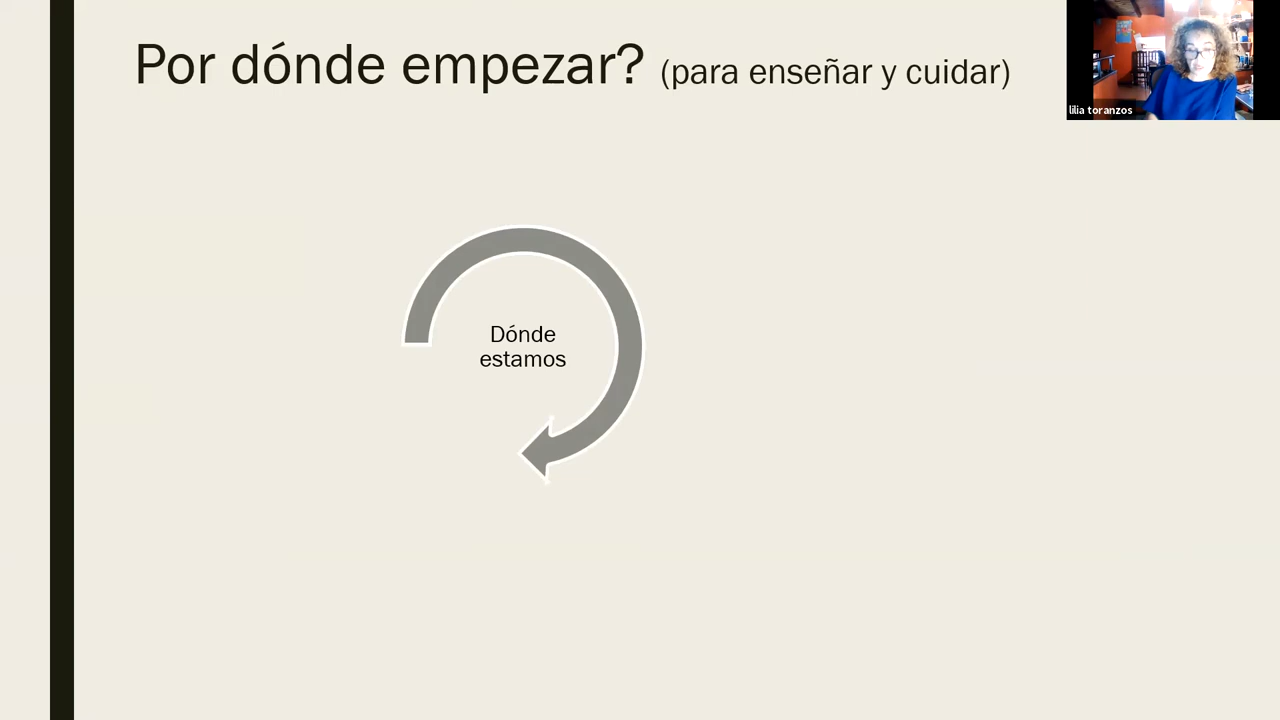 Por dónde empezar? (para enseñar y cuidar)
lilia toranzos
Dónde
estamos